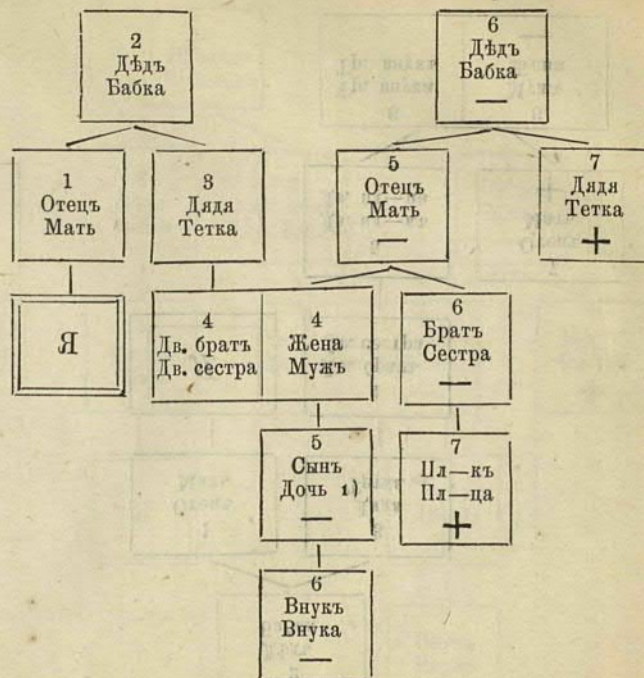 2
Дѣдъ
Бабка
6
Дѣдъ
Бабка
—
1
Отецъ
Мать
3
Дядя
Тетка
5
Отецъ
Мать
—
7
Дядя
Тетка
+
Я
4
Дв. братъ
Дв. сестра
4
Жена
Мужъ
6
Братъ
Сестра
—
5
Сынъ
Дочь 1)
—
7
Пл—къ
Пл—ца
+
6
Внукъ
Внука
—